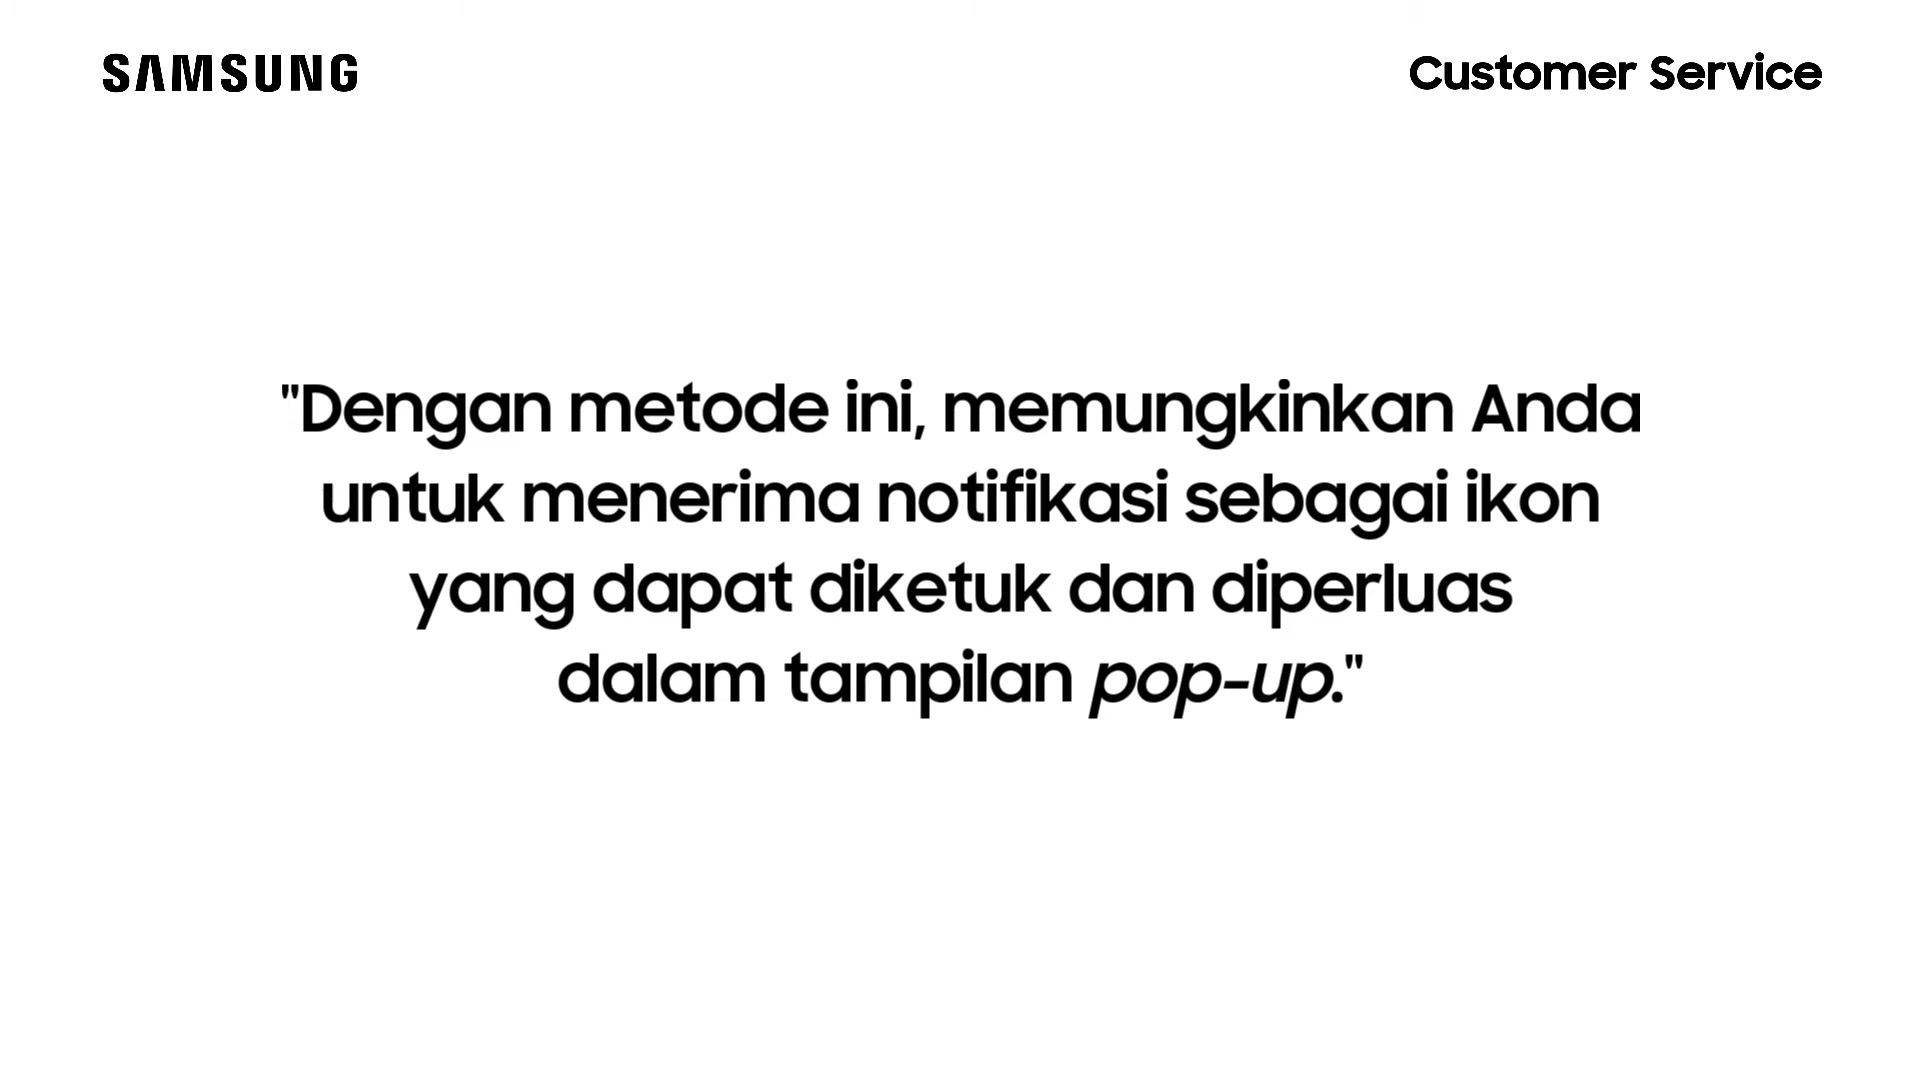 SAMSUNG
Customer Service
"Dengan metode ini, memungkinkan Anda
untuk menerima notifikasi sebagai ikon
yang dapat diketuk dan diperluas
dalam tampilan pop-up."